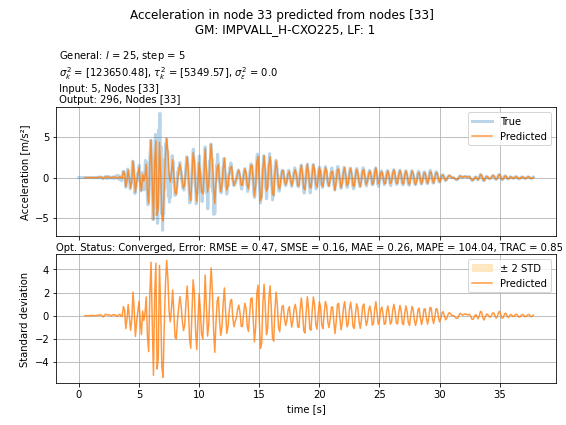 Acceleration in node 33 predicted from nodes [33]
GM: IMPVALL_H-CXO225, LF: 1
General: l = 25, step = 5
σ²ₖ = [123650.48], τ²ₖ = [5349.57], σ²ₑ = 0.0
Input: 5, Nodes [33]
Output: 296, Nodes [33]
True
Predicted
Acceleration [m/s²]
5
0
−5
Opt. Status: Converged, Error: RMSE = 0.47, SMSE = 0.16, MAE = 0.26, MAPE = 104.04, TRAC = 0.85
± 2 STD
Predicted
Standard deviation
4
2
0
−2
−4
0 5 10 15 20 25 30 35
time [s]